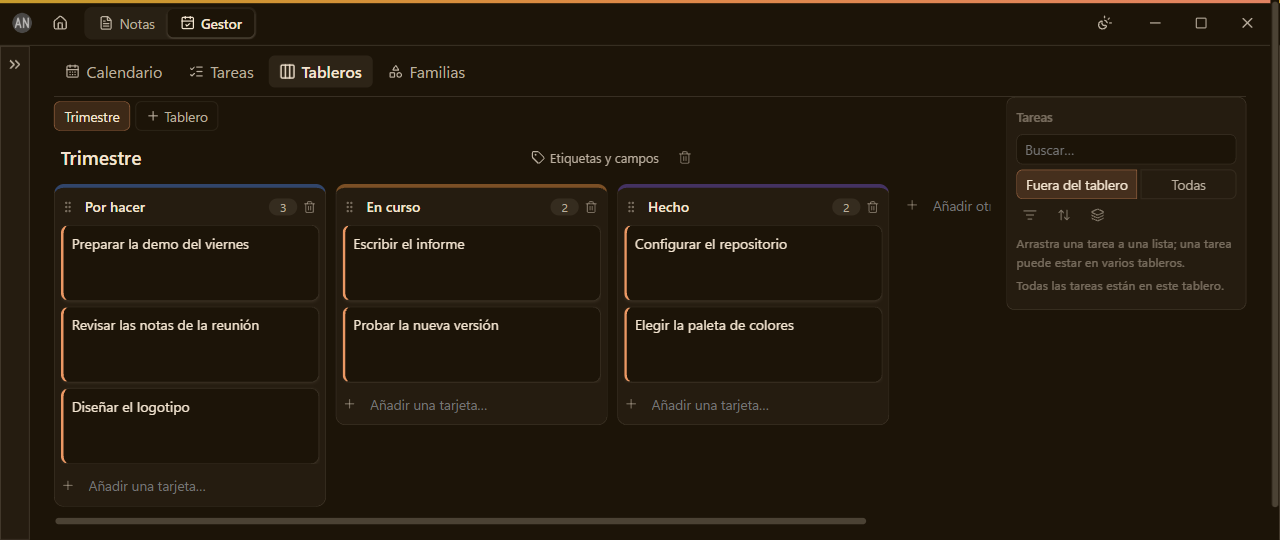 AN
Notas
Gestor
Calendario
Tareas
Tableros
Familias
Trimestre
+ Tablero
Trimestre
Etiquetas y campos
Por hacer
3
Preparar la demo del viernes
Revisar las notas de la reunión
Diseñar el logotipo
+ Añadir una tarjeta...
En curso
2
Escribir el informe
Probar la nueva versión
+ Añadir una tarjeta...
Hecho
2
Configurar el repositorio
Elegir la paleta de colores
+ Añadir una tarjeta...
+ Añadir
Tareas
Buscar...
Fuera del tablero
Todas
Arrastra una tarea a una lista; una tarea
puede estar en varios tableros.
Todas las tareas están en este tablero.